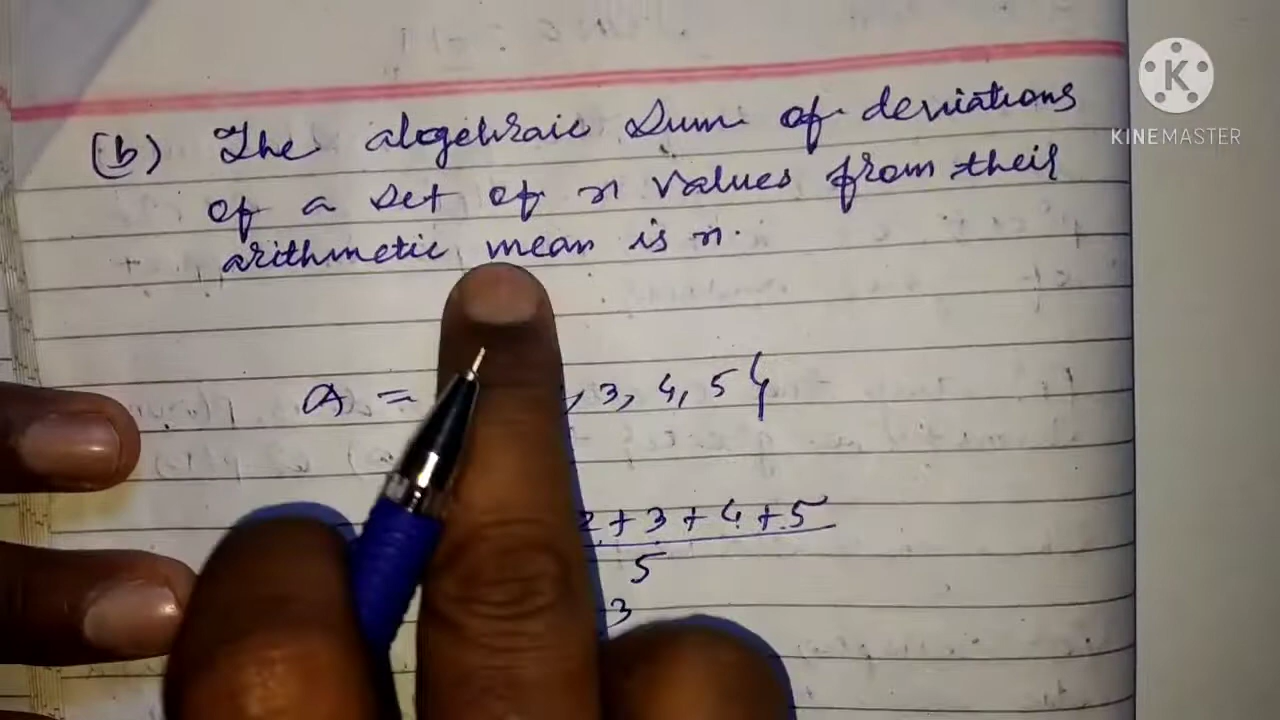 (b) The alogebraic sum of deviations
of a set of n values from their
arithmetic mean is n.
A = , 3, 4, 5 }
2 + 3 + 4 + 5
5
3
K
KINEMASTER